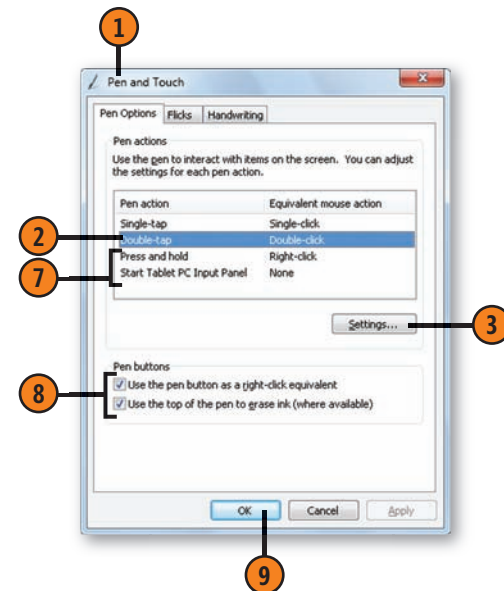 1
Pen and Touch
Pen Options Flicks Handwriting
Pen actions
Use the pen to interact with items on the screen. You can adjust
the settings for each pen action.
Pen action Equivalent mouse action
Single-tap Single-click
2
Double-tap Double-click
Press and hold Right-click
7
Start Tablet PC Input Panel None
Settings...
3
Pen buttons
Use the pen button as a right-click equivalent
8
Use the top of the pen to erase ink (where available)
OK Cancel Apply
9